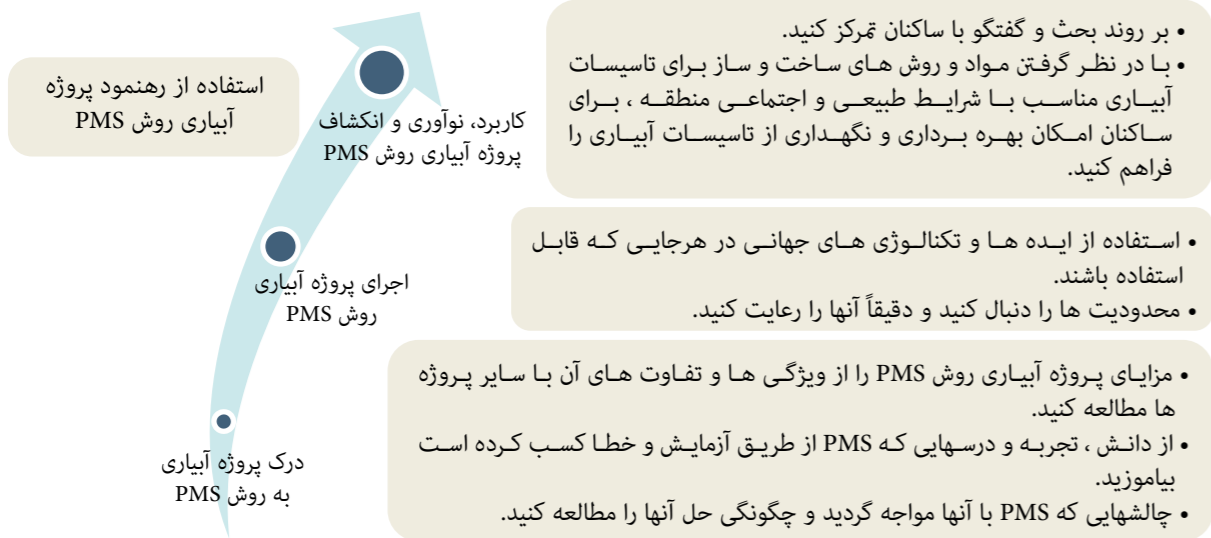 استفاده از رهنمود پروژه
آبیاری روش PMS
کاربرد، نوآوری و انکشاف
پروژه آبیاری روش PMS
• بر روند بحث و گفتگو با ساکنان تمرکز کنید.
• با در نظر گرفتن مواد و روش های ساخت و ساز برای تاسیسات
آبیاری مناسب با شرایط طبیعی و اجتماعی منطقه ، برای
ساکنان امکان بهره برداری و نگهداری از تاسیسات آبیاری را
فراهم کنید.
اجرای پروژه آبیاری
روش PMS
• استفاده از ایده ها و تکنالوژی های جهانی در هرجایی که قابل
استفاده باشند.
• محدودیت ها را دنبال کنید و دقیقاً آنها را رعایت کنید.
درک پروژه آبیاری
به روش PMS
• مزایای پروژه آبیاری روش PMS را از ویژگی ها و تفاوت های آن با سایر پروژه
ها مطالعه کنید.
• از دانش ، تجربه و درسهایی که PMS از طریق آزمایش و خطا کسب کرده است
بیاموزید.
• چالشهایی که PMS با آنها مواجه گردید و چگونگی حل آنها را مطالعه کنید.